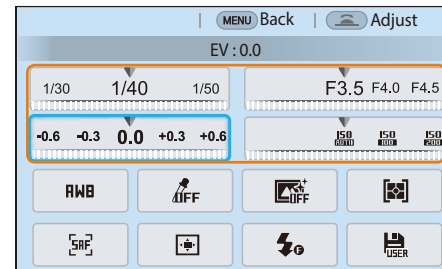 MENU Back | Adjust
EV : 0.0
1/30 1/40 1/50 F3.5 F4.0 F4.5
-0.6 -0.3 0.0 +0.3 +0.6 ISO AUTO ISO 100 ISO 200
AWB OFF OFF
SAF USER